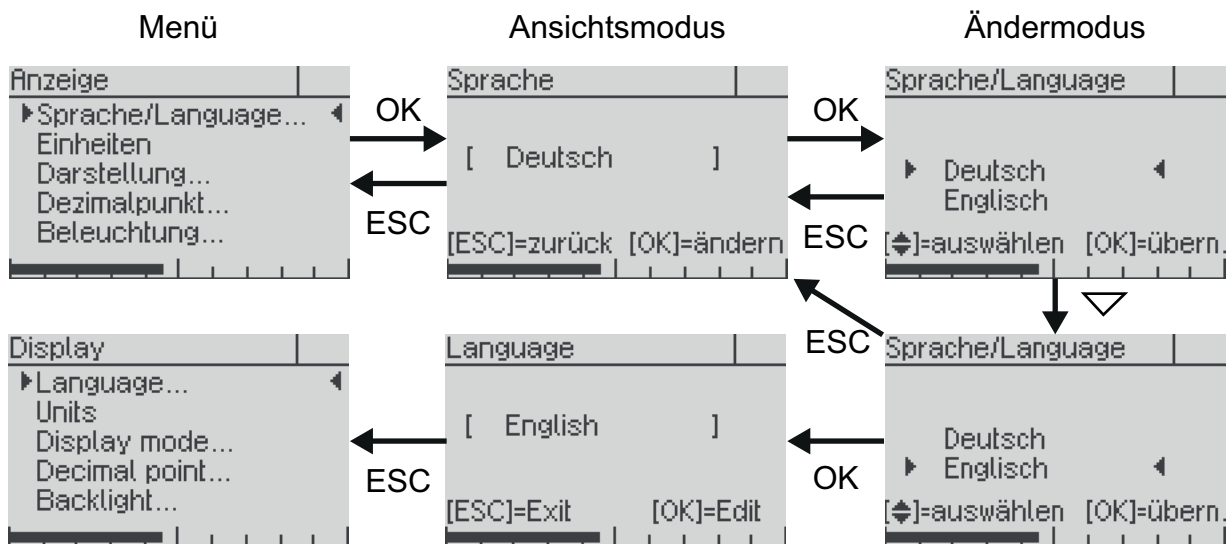 Menü
Ansichtsmodus
Ändermodus
Anzeige
Sprache/Language...
Einheiten
Darstellung...
Dezimalpunkt...
Beleuchtung...
OK
ESC
Sprache
[ Deutsch ]
[ESC]=zurück [OK]=ändern
OK
ESC
Sprache/Language
Deutsch
Englisch
[]=auswählen [OK]=übern.
Display
Language...
Units
Display mode...
Decimal point...
Backlight...
ESC
Language
[ English ]
[ESC]=Exit [OK]=Edit
ESC
OK
Sprache/Language
Deutsch
Englisch
[]=auswählen [OK]=übern.